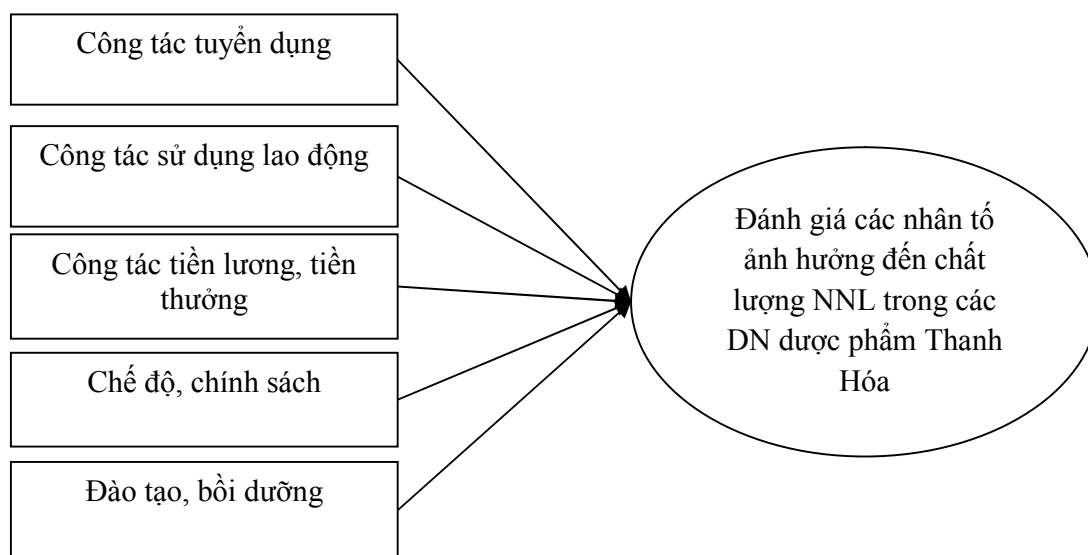 Công tác tuyển dụng
Công tác sử dụng lao động
Công tác tiền lương, tiền
thưởng
Chế độ, chính sách
Đào tạo, bồi dưỡng
Đánh giá các nhân tố
ảnh hưởng đến chất
lượng NNL trong các
DN dược phẩm Thanh
Hóa